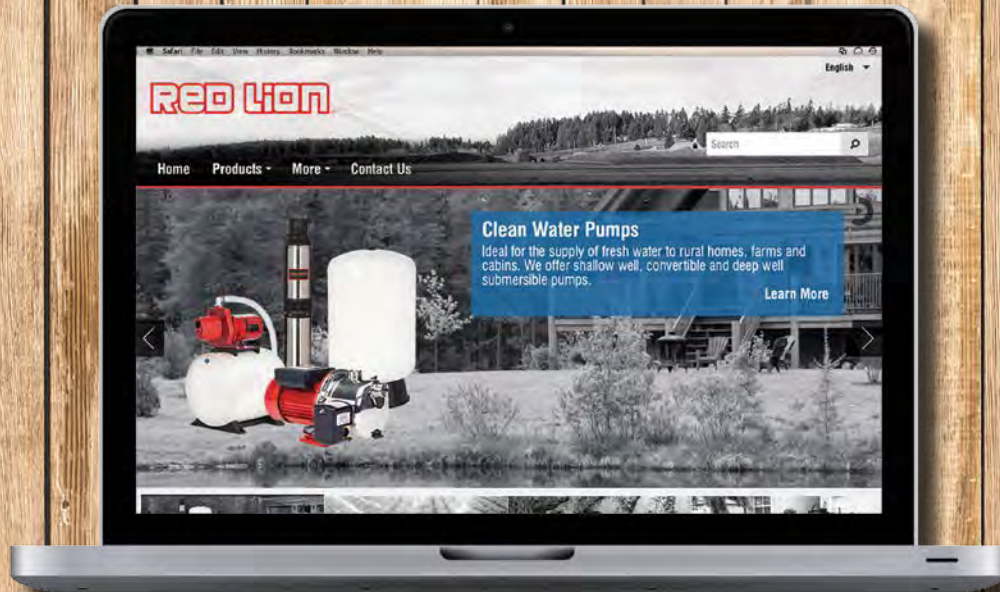 Safari File Edit View History Bookmarks Window Help
English
RED LION
Search
Home Products More Contact Us
Clean Water Pumps
Ideal for the supply of fresh water to rural homes, farms and
cabins. We offer shallow well, convertible and deep well
submersible pumps.
Learn More